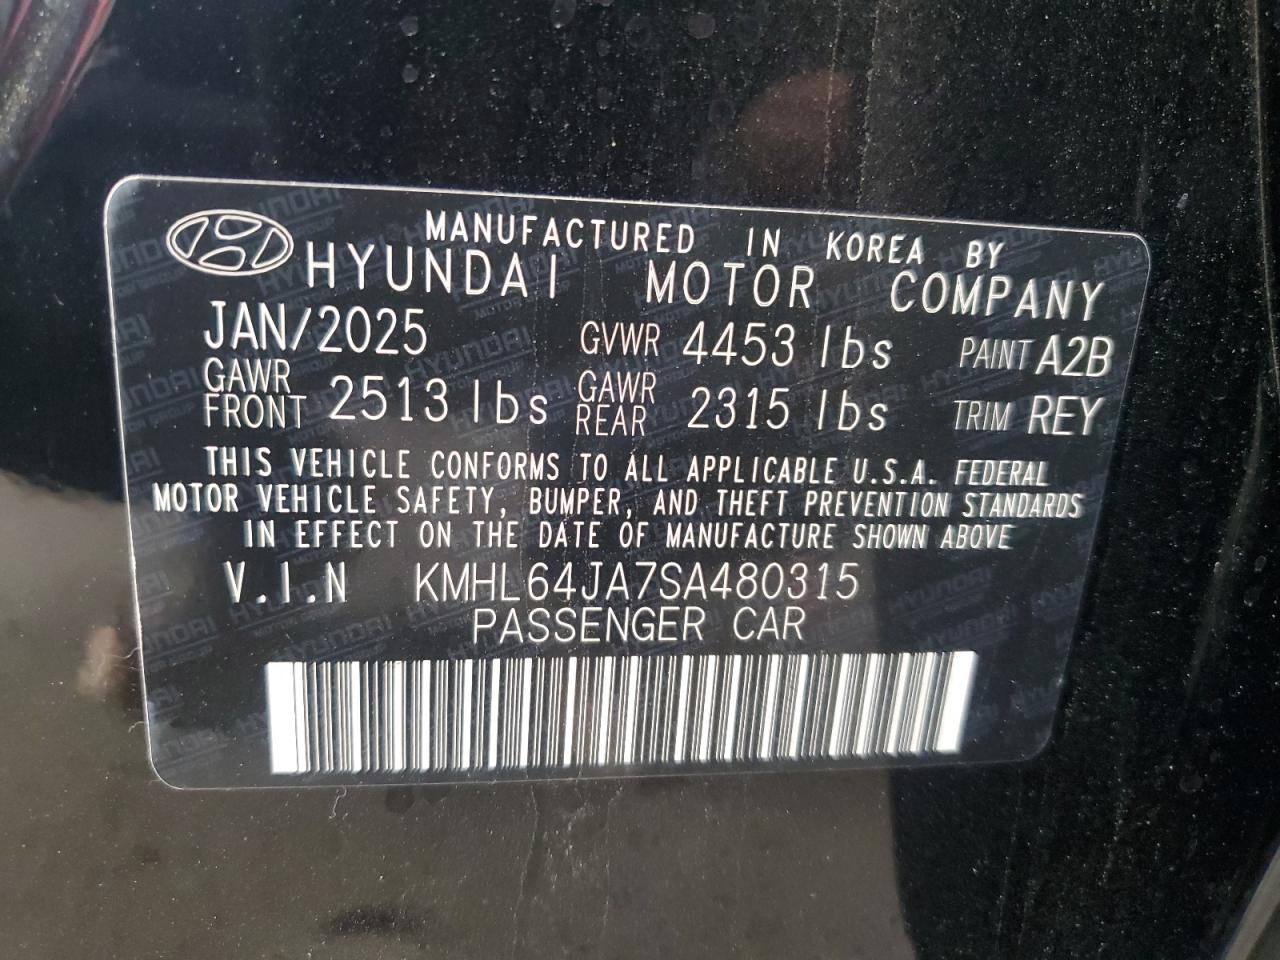 MANUFACTURED IN KOREA BY
HYUNDAI MOTOR COMPANY
JAN/2025 GVWR 4453 lbs PAINT A2B
GAWR FRONT 2513 lbs GAWR REAR 2315 lbs TRIM REY
THIS VEHICLE CONFORMS TO ALL APPLICABLE U.S.A. FEDERAL
MOTOR VEHICLE SAFETY, BUMPER, AND THEFT PREVENTION STANDARDS
IN EFFECT ON THE DATE OF MANUFACTURE SHOWN ABOVE
V.I.N KMHL64JA7SA480315
PASSENGER CAR